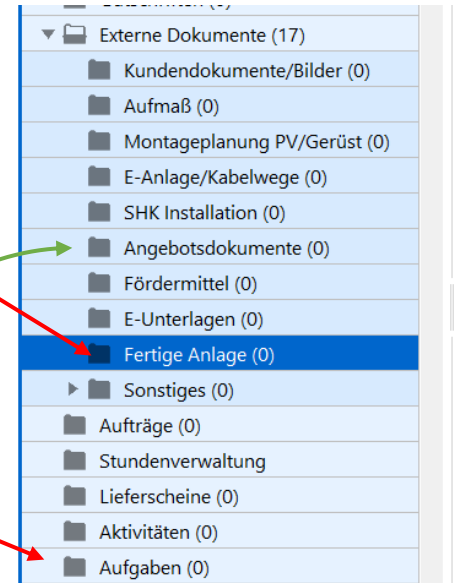 Externe Dokumente (17)
Kundendokumente/Bilder (0)
Aufmaß (0)
Montageplanung PV/Gerüst (0)
E-Anlage/Kabelwege (0)
SHK Installation (0)
Angebotsdokumente (0)
Fördermittel (0)
E-Unterlagen (0)
Fertige Anlage (0)
Sonstiges (0)
Aufträge (0)
Stundenverwaltung
Lieferscheine (0)
Aktivitäten (0)
Aufgaben (0)